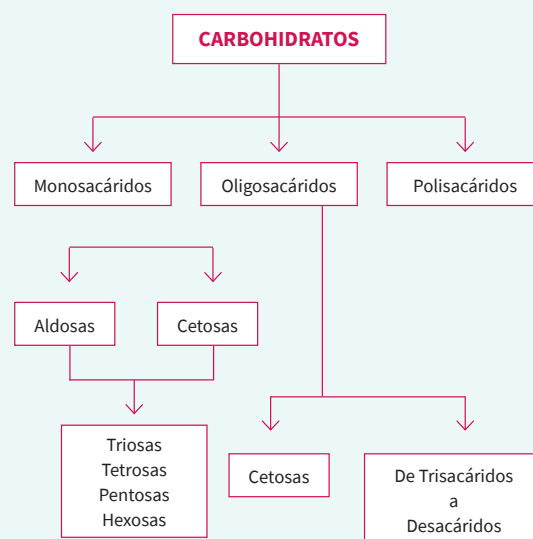 CARBOHIDRATOS
Monosacáridos
Oligosacáridos
Polisacáridos
Aldosas
Cetosas
Triosas
Tetrosas
Pentosas
Hexosas
Cetosas
De Trisacáridos
a
Desacáridos